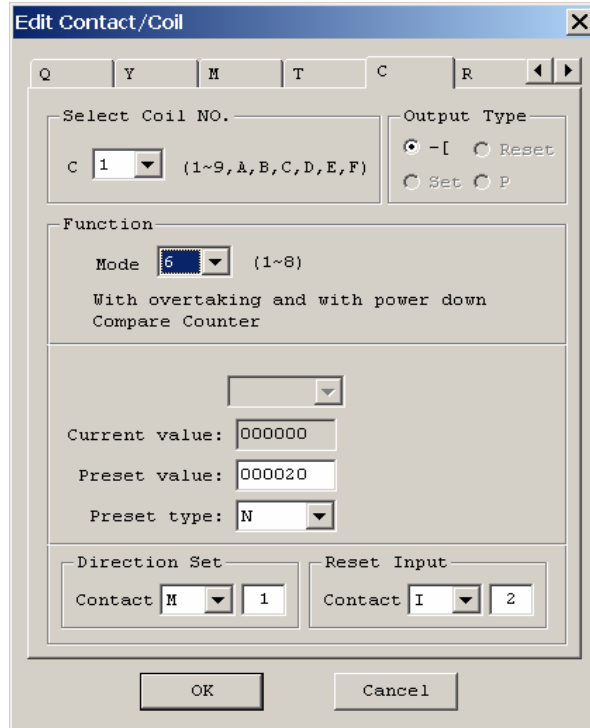 Edit Contact/Coil
Q Y M T C R
Select Coil NO.
C 1 (1~9,A,B,C,D,E,F)
Output Type
-[ Reset
Set P
Function
Mode 6 (1~8)
With overtaking and with power down
Compare Counter
Current value: 000000
Preset value: 000020
Preset type: N
Direction Set
Contact M 1
Reset Input
Contact I 2
OK Cancel